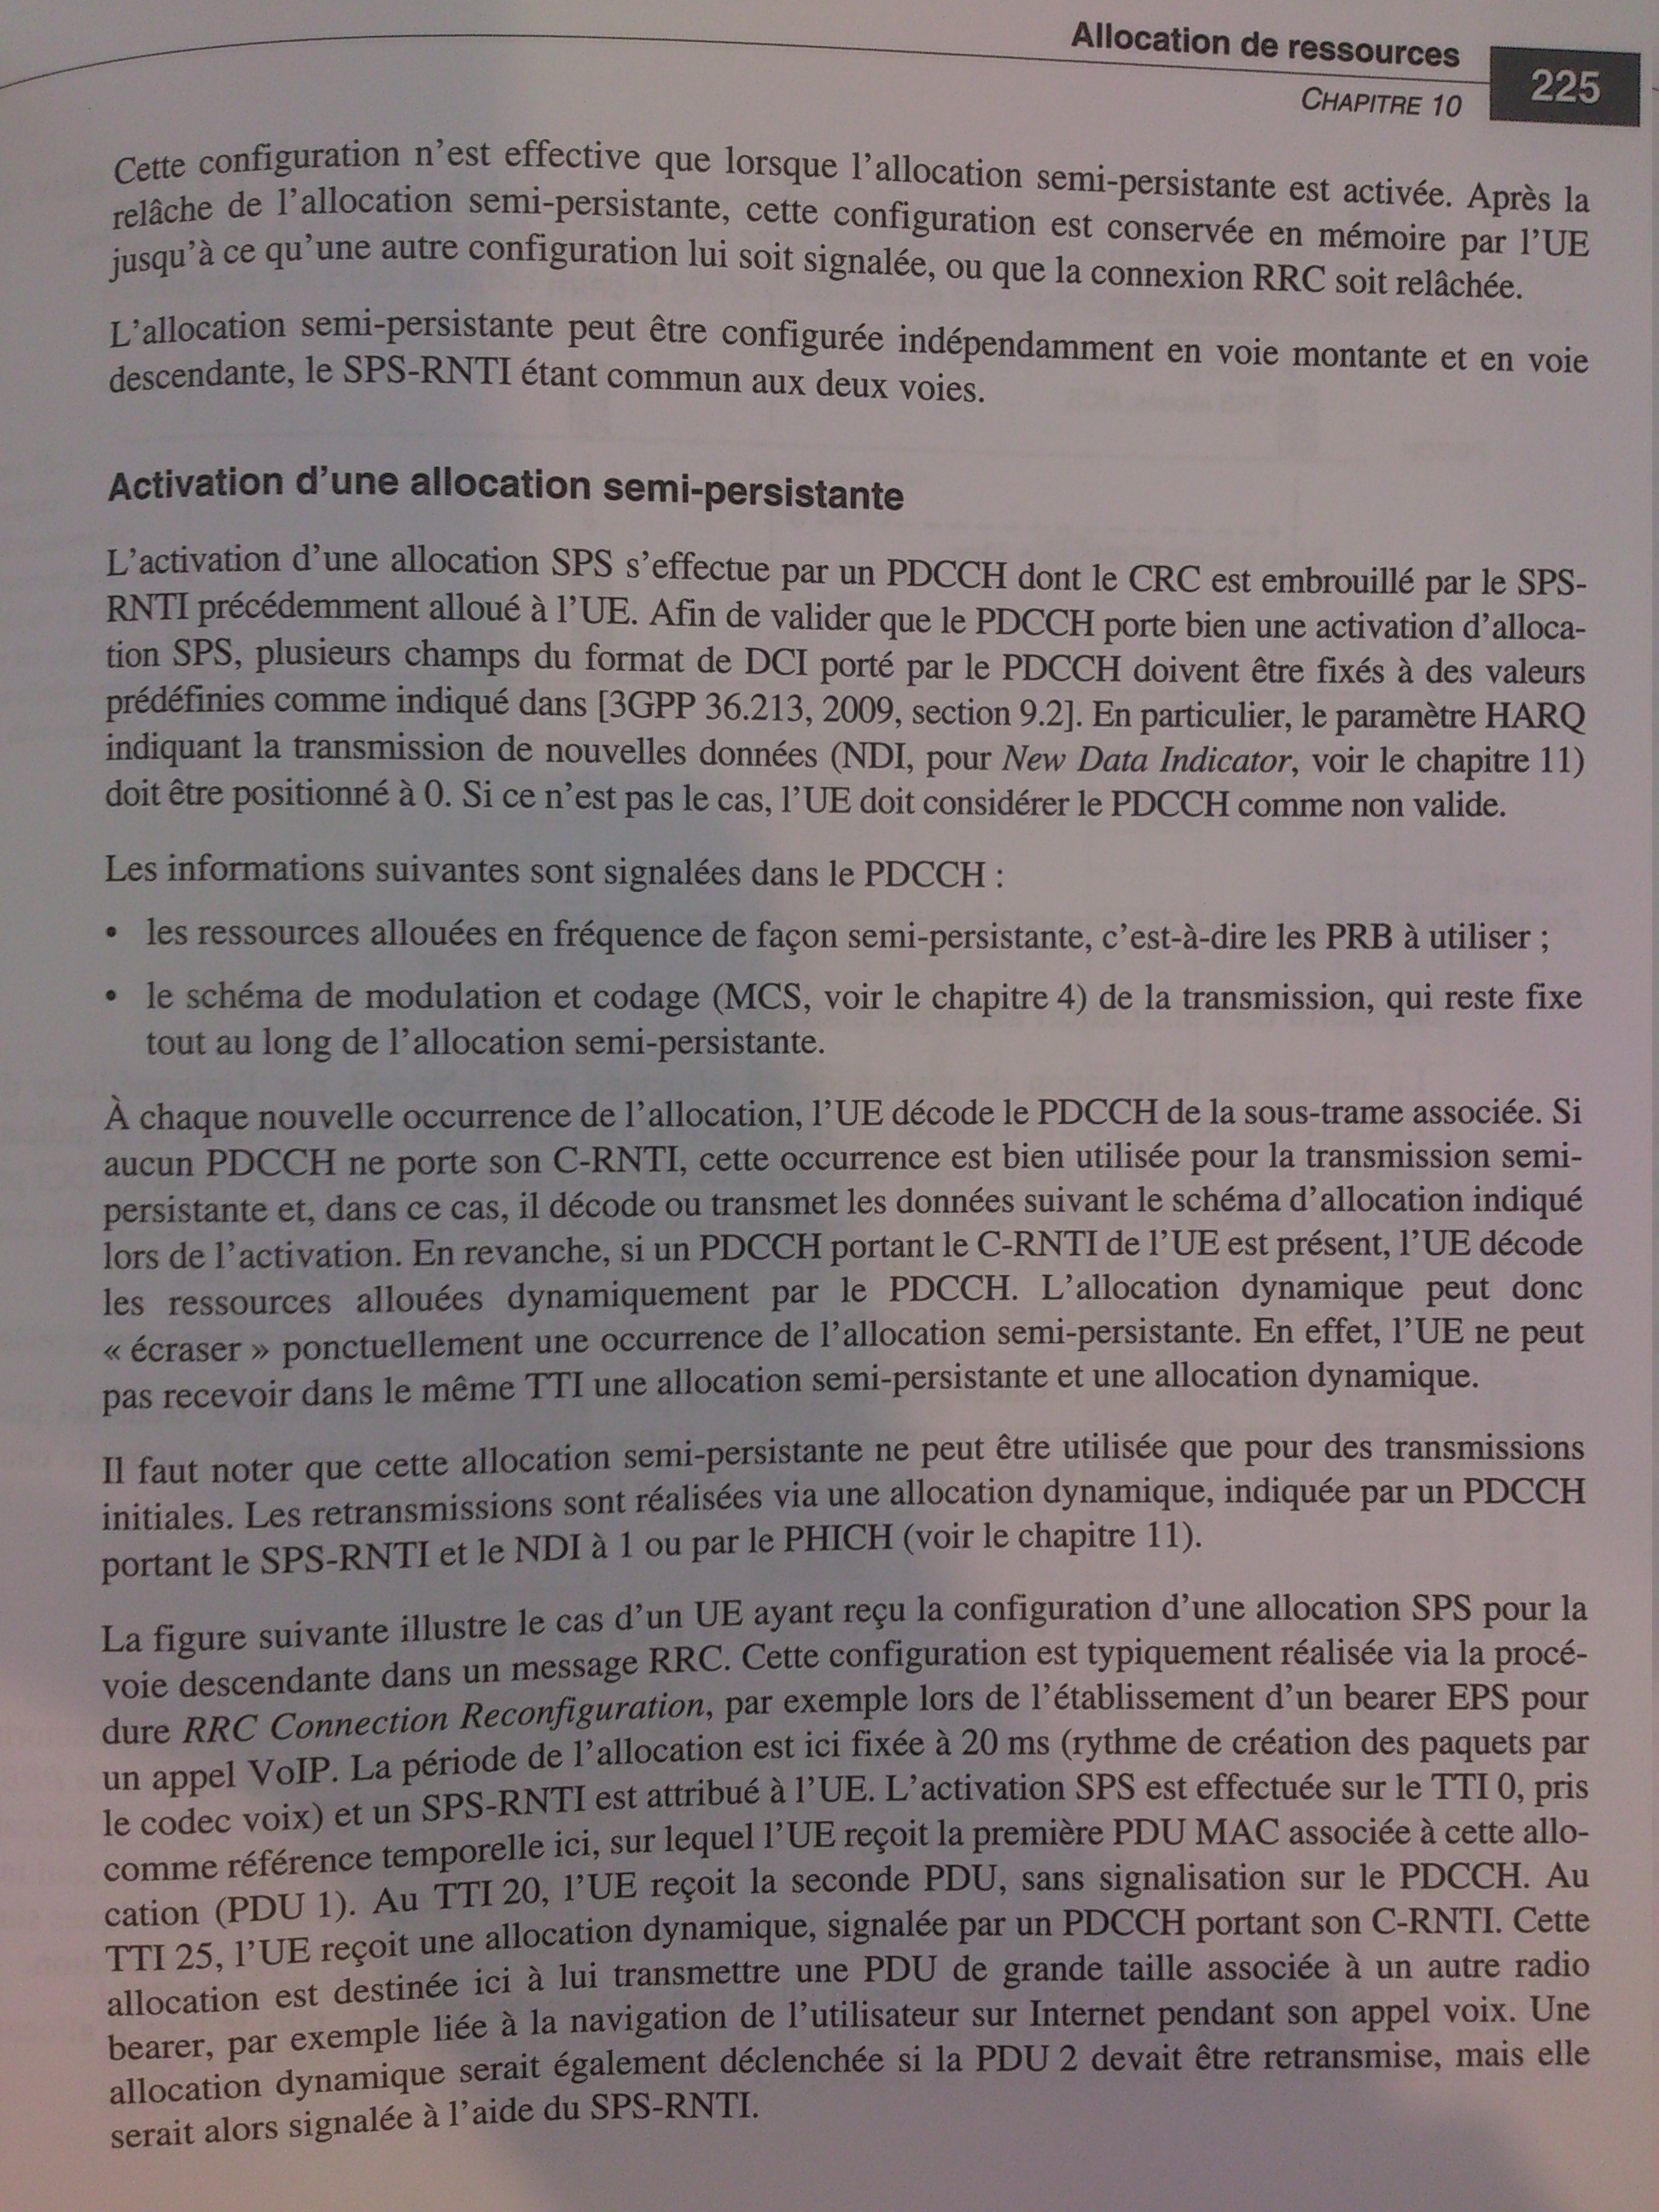 Allocation de ressources
CHAPITRE 10
225
Cette configuration n'est effective que lorsque l'allocation semi-persistante est activée. Après la
relâche de l'allocation semi-persistante, cette configuration est conservée en mémoire par l'UE
jusqu'à ce qu'une autre configuration lui soit signalée, ou que la connexion RRC soit relâchée.
L'allocation semi-persistante peut être configurée indépendamment en voie montante et en voie
descendante, le SPS-RNTI étant commun aux deux voies.
Activation d'une allocation semi-persistante
L'activation d'une allocation SPS s'effectue par un PDCCH dont le CRC est embrouillé par le SPS-
RNTI précédemment alloué à l'UE. Afin de valider que le PDCCH porte bien une activation d'alloca-
tion SPS, plusieurs champs du format de DCI porté par le PDCCH doivent être fixés à des valeurs
prédéfinies comme indiqué dans [3GPP 36.213, 2009, section 9.2]. En particulier, le paramètre HARQ
indiquant la transmission de nouvelles données (NDI, pour New Data Indicator, voir le chapitre 11)
doit être positionné à 0. Si ce n'est pas le cas, l'UE doit considérer le PDCCH comme non valide.
Les informations suivantes sont signalées dans le PDCCH :
• les ressources allouées en fréquence de façon semi-persistante, c'est-à-dire les PRB à utiliser ;
• le schéma de modulation et codage (MCS, voir le chapitre 4) de la transmission, qui reste fixe
tout au long de l'allocation semi-persistante.
À chaque nouvelle occurrence de l'allocation, l'UE décode le PDCCH de la sous-trame associée. Si
aucun PDCCH ne porte son C-RNTI, cette occurrence est bien utilisée pour la transmission semi-
persistante et, dans ce cas, il décode ou transmet les données suivant le schéma d'allocation indiqué
lors de l'activation. En revanche, si un PDCCH portant le C-RNTI de l'UE est présent, l'UE décode
les ressources allouées dynamiquement par le PDCCH. L'allocation dynamique peut donc
« écraser » ponctuellement une occurrence de l'allocation semi-persistante. En effet, l'UE ne peut
pas recevoir dans le même TTI une allocation semi-persistante et une allocation dynamique.
Il faut noter que cette allocation semi-persistante ne peut être utilisée que pour des transmissions
initiales. Les retransmissions sont réalisées via une allocation dynamique, indiquée par un PDCCH
portant le SPS-RNTI et le NDI à 1 ou par le PHICH (voir le chapitre 11).
La figure suivante illustre le cas d'un UE ayant reçu la configuration d'une allocation SPS pour la
voie descendante dans un message RRC. Cette configuration est typiquement réalisée via la procé-
dure RRC Connection Reconfiguration, par exemple lors de l'établissement d'un bearer EPS pour
un appel VoIP. La période de l'allocation est ici fixée à 20 ms (rythme de création des paquets par
le codec voix) et un SPS-RNTI est attribué à l'UE. L'activation SPS est effectuée sur le TTI 0, pris
comme référence temporelle ici, sur lequel l'UE reçoit la première PDU MAC associée à cette allo-
cation (PDU 1). Au TTI 20, l'UE reçoit la seconde PDU, sans signalisation sur le PDCCH. Au
TTI 25, l'UE reçoit une allocation dynamique, signalée par un PDCCH portant son C-RNTI. Cette
allocation est destinée ici à lui transmettre une PDU de grande taille associée à un autre radio
bearer, par exemple liée à la navigation de l'utilisateur sur Internet pendant son appel voix. Une
allocation dynamique serait également déclenchée si la PDU 2 devait être retransmise, mais elle
serait alors signalée à l'aide du SPS-RNTI.